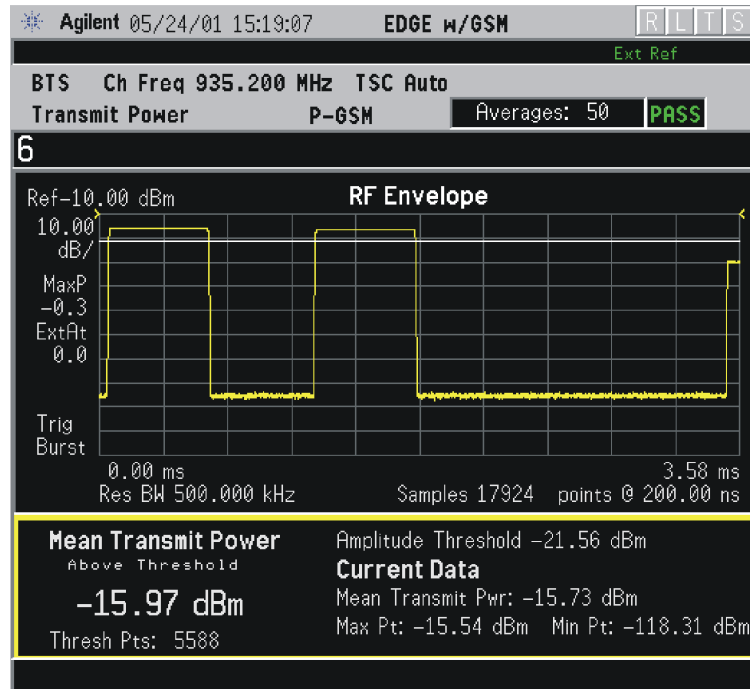 Agilent 05/24/01 15:19:07 EDGE w/GSM R L T S
Ext Ref
BTS Ch Freq 935.200 MHz TSC Auto
Transmit Power P-GSM Averages: 50 PASS
6
Ref-10.00 dBm RF Envelope
10.00
dB/
MaxP
-0.3
ExtAt
0.0
Trig
Burst
0.00 ms 3.58 ms
Res BW 500.000 kHz Samples 17924 points @ 200.00 ns
Mean Transmit Power Amplitude Threshold -21.56 dBm
Above Threshold Current Data
-15.97 dBm Mean Transmit Pwr: -15.73 dBm
Thresh Pts: 5588 Max Pt: -15.54 dBm Min Pt: -118.31 dBm